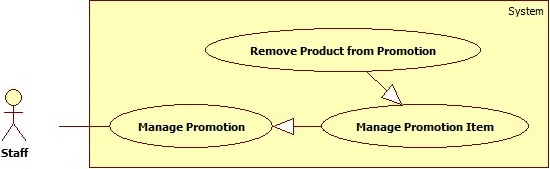 System
Remove Product from Promotion
Manage Promotion
Manage Promotion Item
Staff